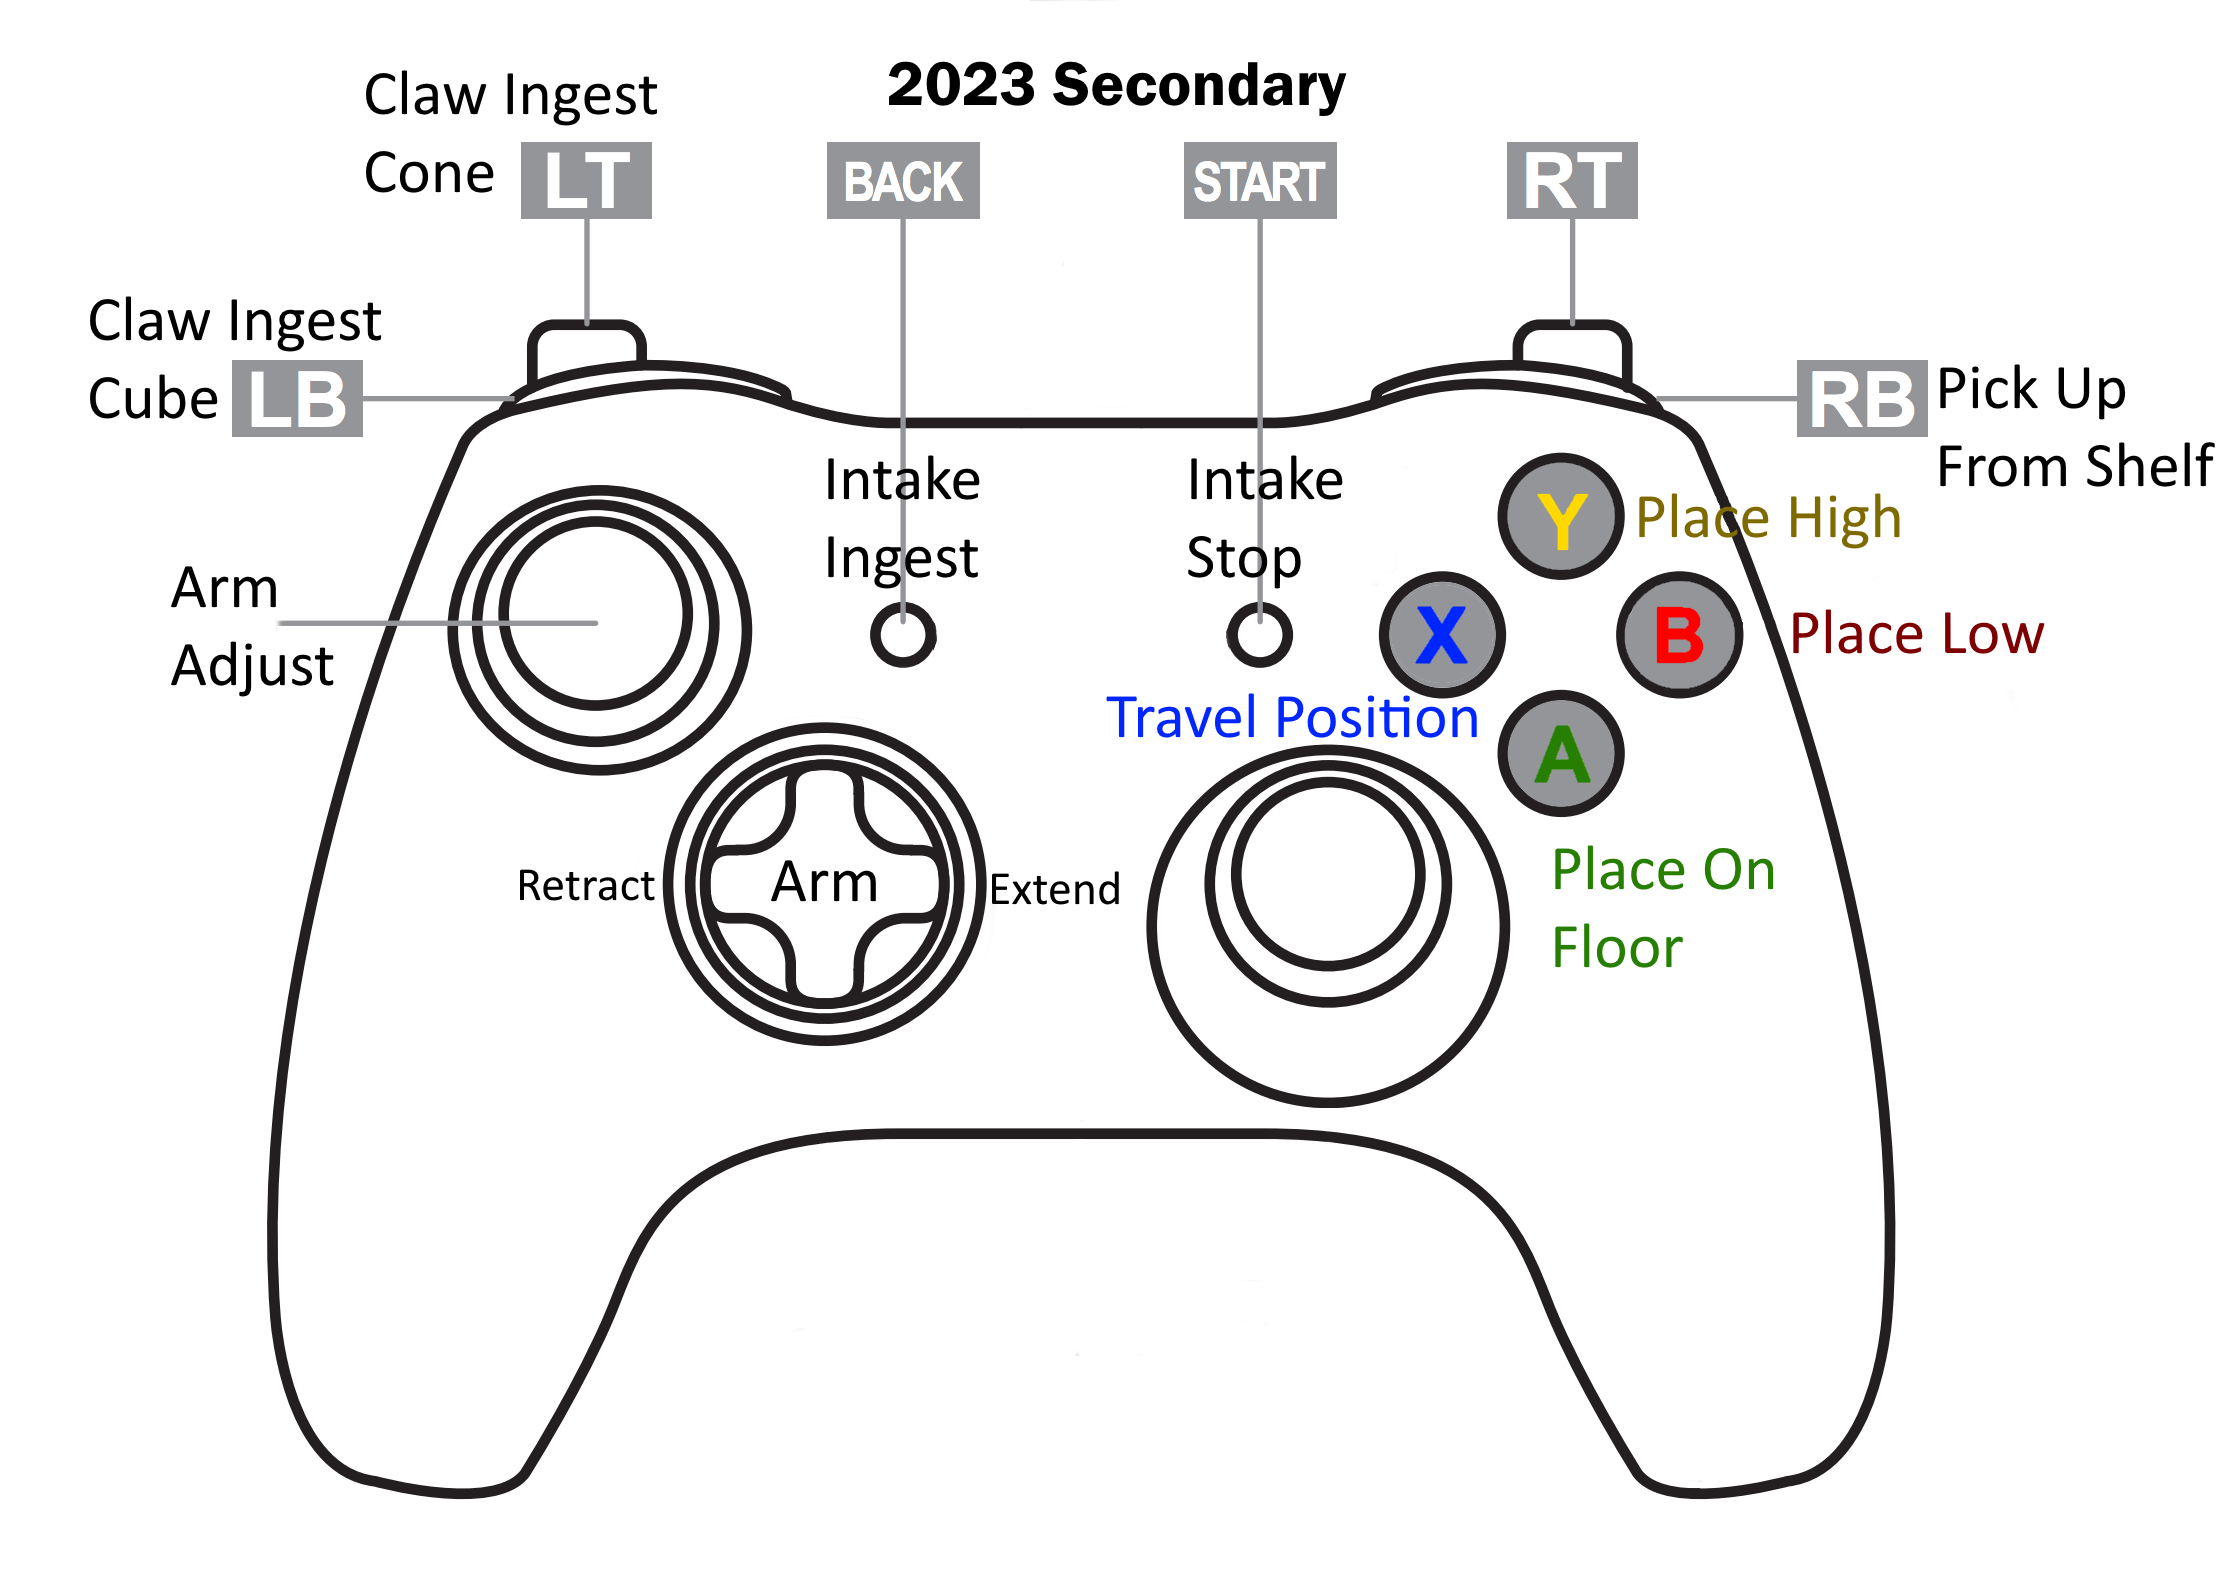 2023 Secondary
Claw Ingest
Cone LT
BACK
START
RT
Claw Ingest
Cube LB
RB Pick Up
From Shelf
Intake
Ingest
Intake
Stop
Y Place High
Arm
Adjust
X
B Place Low
Travel Position
A
Retract
Arm
Extend
Place On
Floor